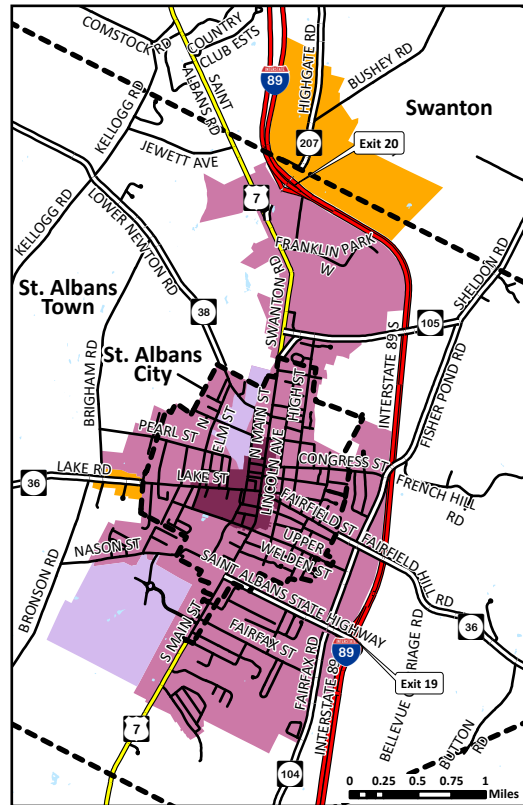 COMSTOCK RD
COUNTRY
CLUB ESTS
SAINT
ALBANS RD
INTERSTATE
89
HIGHGATE RD
BUSHEY RD
Swanton
KELLOGG RD
207
Exit 20
JEWETT AVE
7
LOWER NEWTON RD
KELLOGG RD
FRANKLIN PARK
W
SHELDON RD
St. Albans
Town
SWANTON RD
38
105
St. Albans
City
INTERSTATE 89 S
FISHER POND RD
BRIGHAM RD
N
ELM ST
N MAIN ST
HIGH ST
PEARL ST
LINCOLN AVE
CONGRESS ST
LAKE RD
36
LAKE ST
FRENCH HILL
RD
FAIRFIELD ST
FAIRFIELD HILL RD
NASON ST
UPPER
WELDEN ST
BRONSON RD
SAINT ALBANS STATE HIGHWAY
S MAIN ST
FAIRFAX ST
36
FAIRFAX RD
INTERSTATE 89
INTERSTATE
89
BELLEVUE C RIAGE RD
Exit 19
7
BUTTON
RD
104
0 0.25 0.5 1
Miles